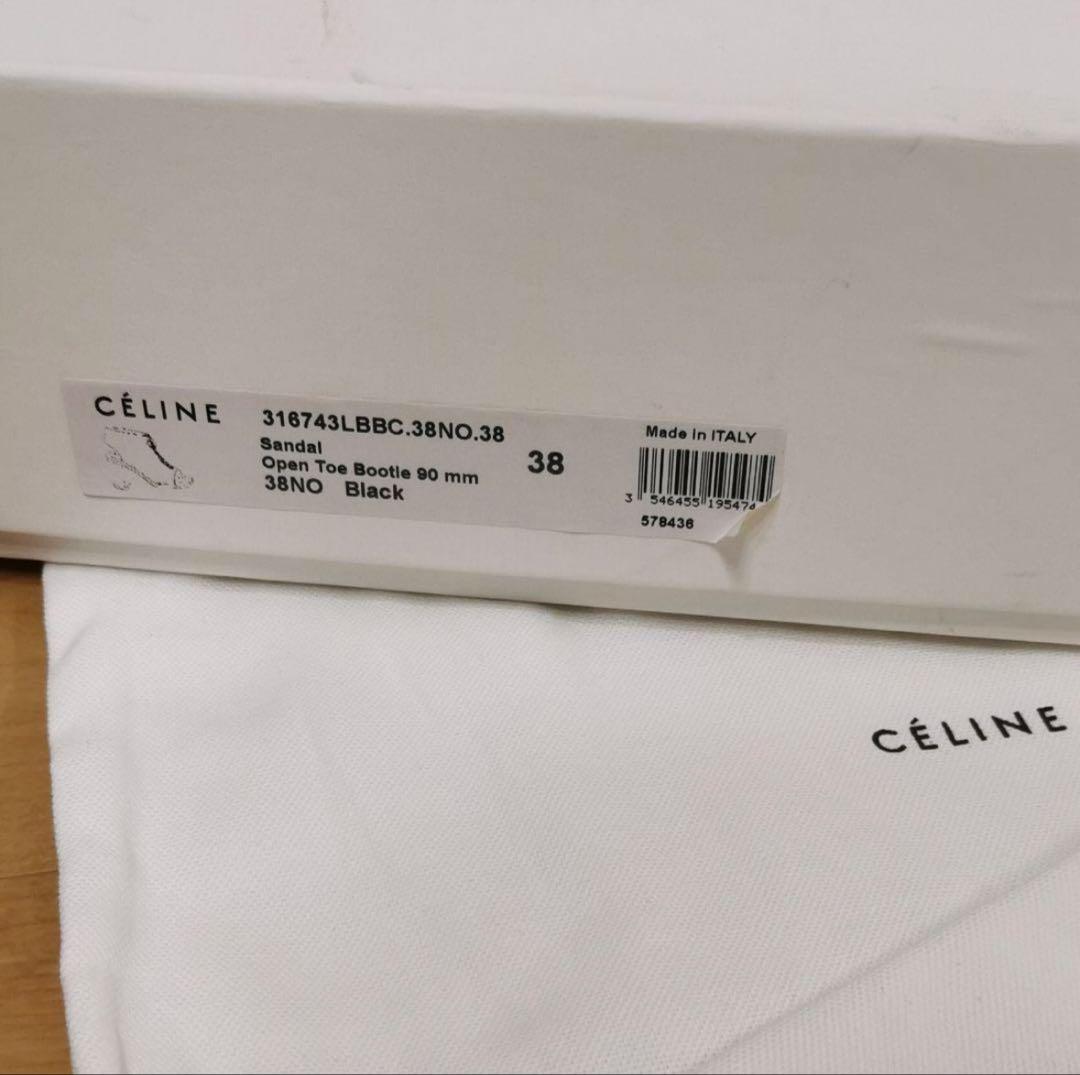 CÉLINE
316743LBBC.38NO.38
Sandal
Open Toe Bootie 90 mm
38NO Black
38
Made in ITALY
3 546455 195474
578436
CÉLINE